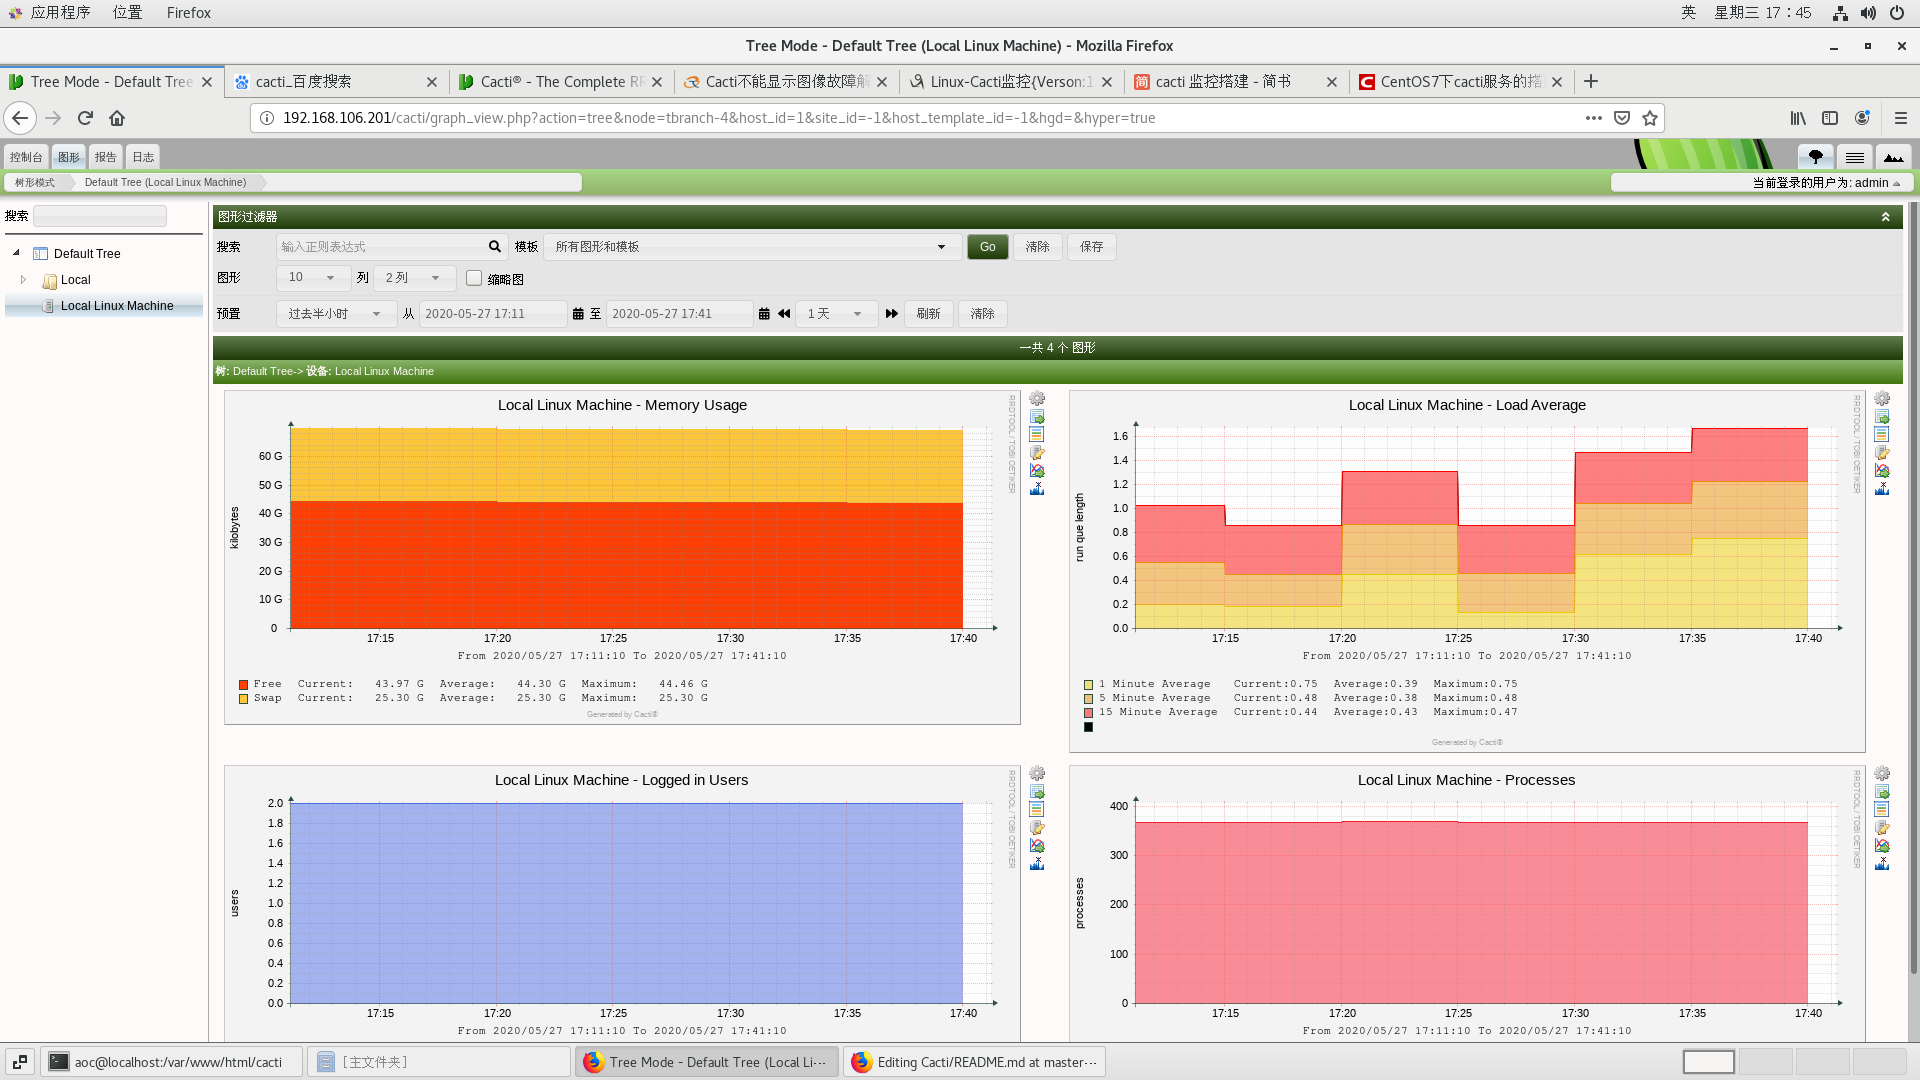 应用程序 位置 Firefox 英 星期三 17：45
Tree Mode - Default Tree (Local Linux Machine) - Mozilla Firefox
Tree Mode - Default Tree cacti_百度搜索 Cacti® - The Complete RR Cacti不能显示图像故障解 Linux-Cacti监控{Verson:1 cacti 监控搭建 - 简书 CentOS7下cacti服务的搭
192.168.106.201/cacti/graph_view.php?action=tree&node=tbranch-4&host_id=1&site_id=-1&host_template_id=-1&hgd=&hyper=true
控制台 图形 报告 日志
树形模式 Default Tree (Local Linux Machine) 当前登录的用户为: admin
搜索
Default Tree
Local
Local Linux Machine
图形过滤器
搜索 输入正则表达式 模板 所有图形和模板 Go 清除 保存
图形 10 列 2 列 缩略图
预置 过去半小时 从 2020-05-27 17:11 至 2020-05-27 17:41 1 天 刷新 清除
一共 4 个 图形
树: Default Tree-> 设备: Local Linux Machine
Local Linux Machine - Memory Usage
RRDTOOL / TOBI OETIKER
kilobytes
60 G
50 G
40 G
30 G
20 G
10 G
0
17:15 17:20 17:25 17:30 17:35 17:40
From 2020/05/27 17:11:10 To 2020/05/27 17:41:10
Free Current: 43.97 G Average: 44.30 G Maximum: 44.46 G
Swap Current: 25.30 G Average: 25.30 G Maximum: 25.30 G
Generated by Cacti®
Local Linux Machine - Load Average
RRDTOOL / TOBI OETIKER
run que length
1.6
1.4
1.2
1.0
0.8
0.6
0.4
0.2
0.0
17:15 17:20 17:25 17:30 17:35 17:40
From 2020/05/27 17:11:10 To 2020/05/27 17:41:10
1 Minute Average Current:0.75 Average:0.39 Maximum:0.75
5 Minute Average Current:0.48 Average:0.38 Maximum:0.48
15 Minute Average Current:0.44 Average:0.43 Maximum:0.47
Generated by Cacti®
Local Linux Machine - Logged in Users
RRDTOOL / TOBI OETIKER
users
2.0
1.8
1.6
1.4
1.2
1.0
0.8
0.6
0.4
0.2
0.0
17:15 17:20 17:25 17:30 17:35 17:40
From 2020/05/27 17:11:10 To 2020/05/27 17:41:10
Local Linux Machine - Processes
RRDTOOL / TOBI OETIKER
processes
400
300
200
100
0
17:15 17:20 17:25 17:30 17:35 17:40
From 2020/05/27 17:11:10 To 2020/05/27 17:41:10
aoc@localhost:/var/www/html/cacti [主文件夹] Tree Mode - Default Tree (Local Li··· Editing Cacti/README.md at master···